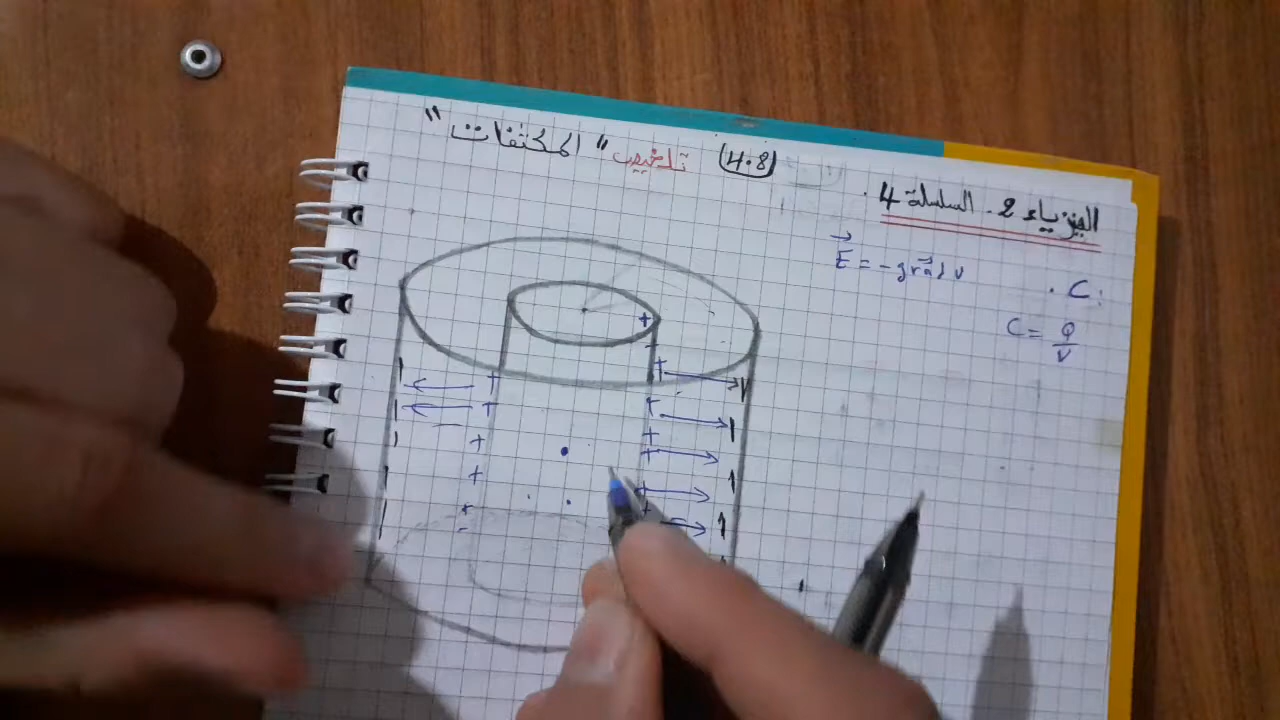 الفيزياء 2. السلسلة 4.
(4.8) تلخيص "المكثفات"
E = -grad V
. C:
C = Q/V